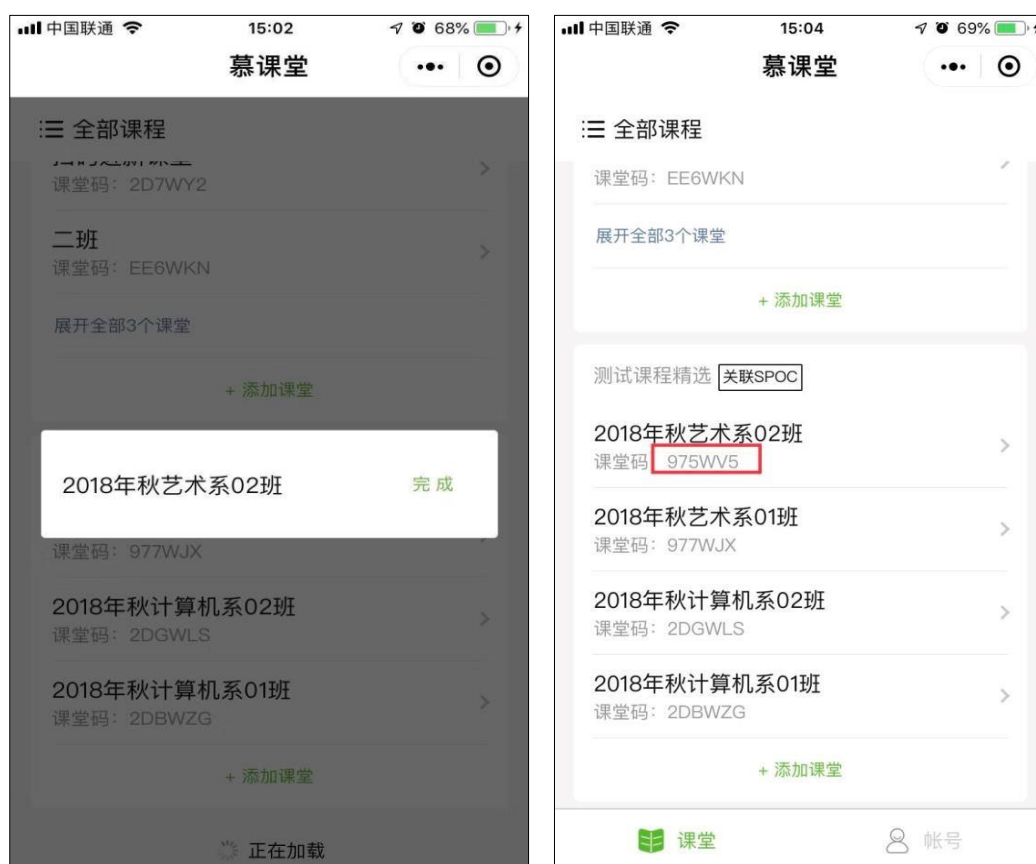 中国联通 15:02 68%
慕课堂
全部课程
课堂码：2D7WY2
二班
课堂码：EE6WKN
展开全部3个课堂
+ 添加课堂
2018年秋艺术系02班 完成
课堂码：977WJX
2018年秋计算机系02班
课堂码：2DGWLS
2018年秋计算机系01班
课堂码：2DBWZG
+ 添加课堂
正在加载
中国联通 15:04 69%
慕课堂
全部课程
课堂码：EE6WKN
展开全部3个课堂
+ 添加课堂
测试课程精选 关联SPOC
2018年秋艺术系02班
课堂码 975WV5
2018年秋艺术系01班
课堂码：977WJX
2018年秋计算机系02班
课堂码：2DGWLS
2018年秋计算机系01班
课堂码：2DBWZG
+ 添加课堂
课堂 帐号